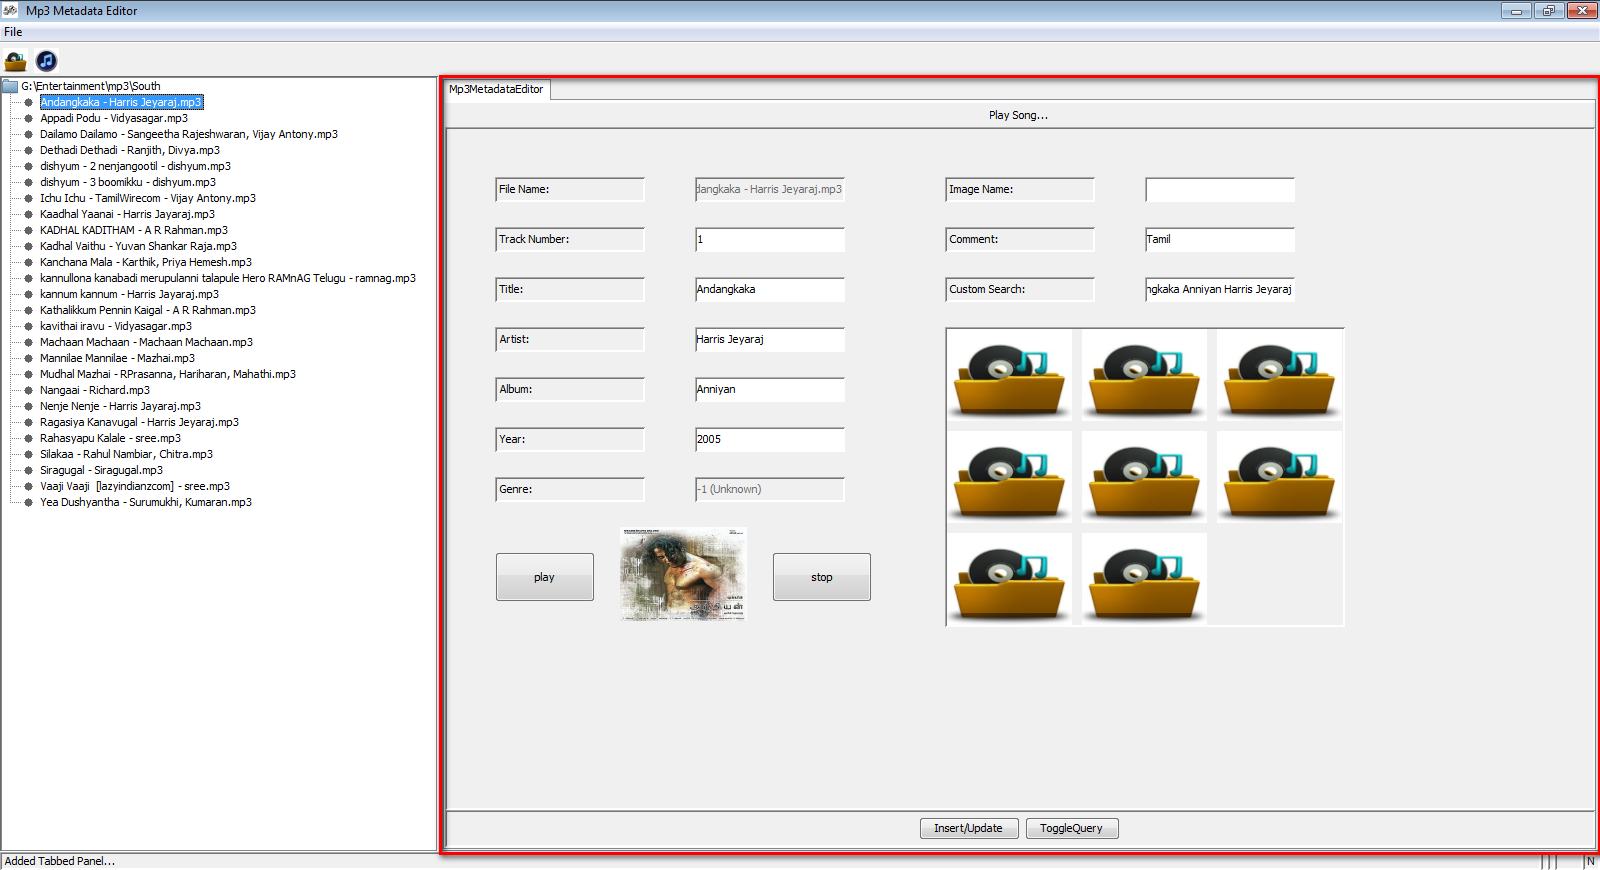 Mp3 Metadata Editor
File
G:\Entertainment\mp3\South
Andangkaka - Harris Jeyaraj.mp3
Appadi Podu - Vidyasagar.mp3
Dailamo Dailamo - Sangeetha Rajeshwaran, Vijay Antony.mp3
Dethadi Dethadi - Ranjith, Divya.mp3
dishyum - 2 nenjangootil - dishyum.mp3
dishyum - 3 boomikku - dishyum.mp3
Ichu Ichu - TamilWirecom - Vijay Antony.mp3
Kaadhal Yaanai - Harris Jayaraj.mp3
KADHAL KADITHAM - A R Rahman.mp3
Kadhal Vaithu - Yuvan Shankar Raja.mp3
Kanchana Mala - Karthik, Priya Hemesh.mp3
kannullona kanabadi merupulanni talapule Hero RAMnAG Telugu - ramnag.mp3
kannum kannum - Harris Jayaraj.mp3
Kathalikkum Pennin Kaigal - A R Rahman.mp3
kavithai iravu - Vidyasagar.mp3
Machaan Machaan - Machaan Machaan.mp3
Mannilae Mannilae - Mazhai.mp3
Mudhal Mazhai - RPrasanna, Hariharan, Mahathi.mp3
Nangaai - Richard.mp3
Nenje Nenje - Harris Jayaraj.mp3
Ragasiya Kanavugal - Harris Jeyaraj.mp3
Rahasyapu Kalale - sree.mp3
Silakaa - Rahul Nambiar, Chitra.mp3
Siragugal - Siragugal.mp3
Vaaji Vaaji  [lazyindianzcom] - sree.mp3
Yea Dushyantha - Surumukhi, Kumaran.mp3
Mp3MetadataEditor
Play Song...
File Name: dangkaka - Harris Jeyaraj.mp3
Track Number: 1
Title: Andangkaka
Artist: Harris Jeyaraj
Album: Anniyan
Year: 2005
Genre: -1 (Unknown)
Image Name:
Comment: Tamil
Custom Search: ngkaka Anniyan Harris Jeyaraj
play
stop
Insert/Update ToggleQuery
Added Tabbed Panel...
N